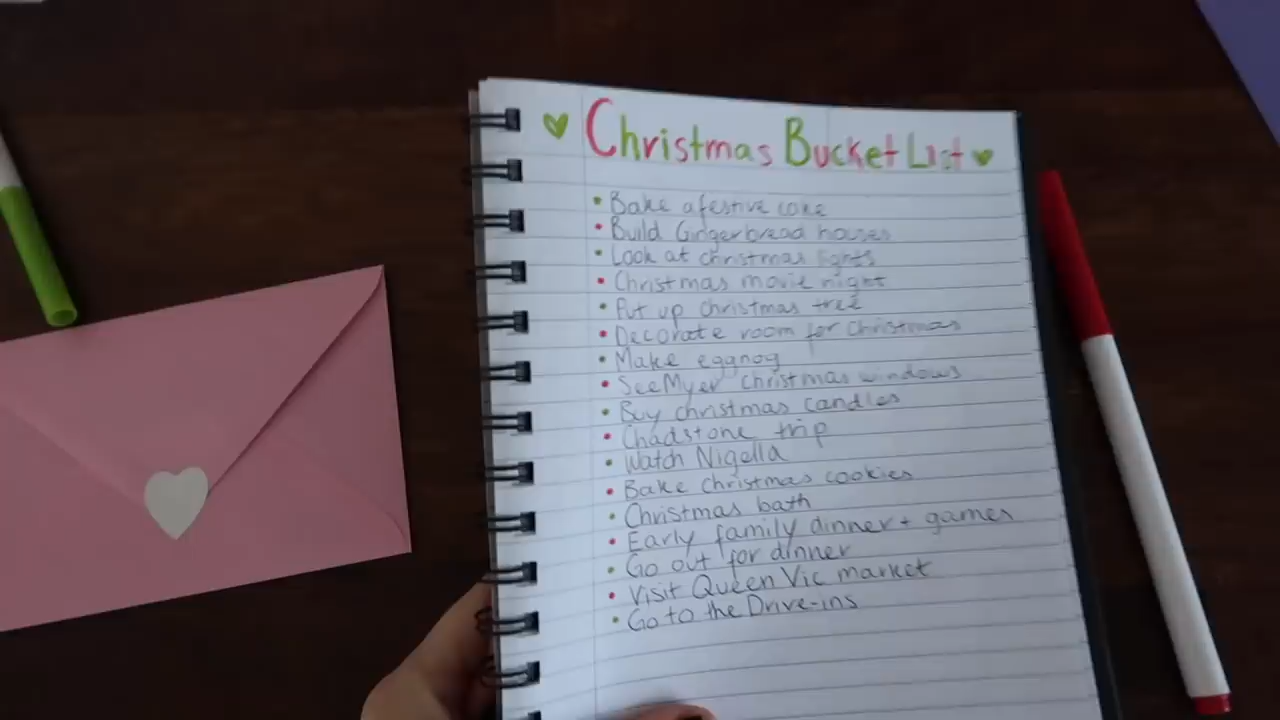 Christmas Bucket List
• Bake a festive cake
• Build Gingerbread houses
• Look at christmas lights
• Christmas movie night
• Put up christmas tree
• Decorate room for Christmas
• Make eggnog
• See Myer christmas windows
• Buy christmas candles
• Chadstone trip
• Watch Nigella
• Bake Christmas cookies
• Christmas bath
• Early family dinner + games
• Go out for dinner
• Visit Queen Vic market
• Go to the Drive-ins